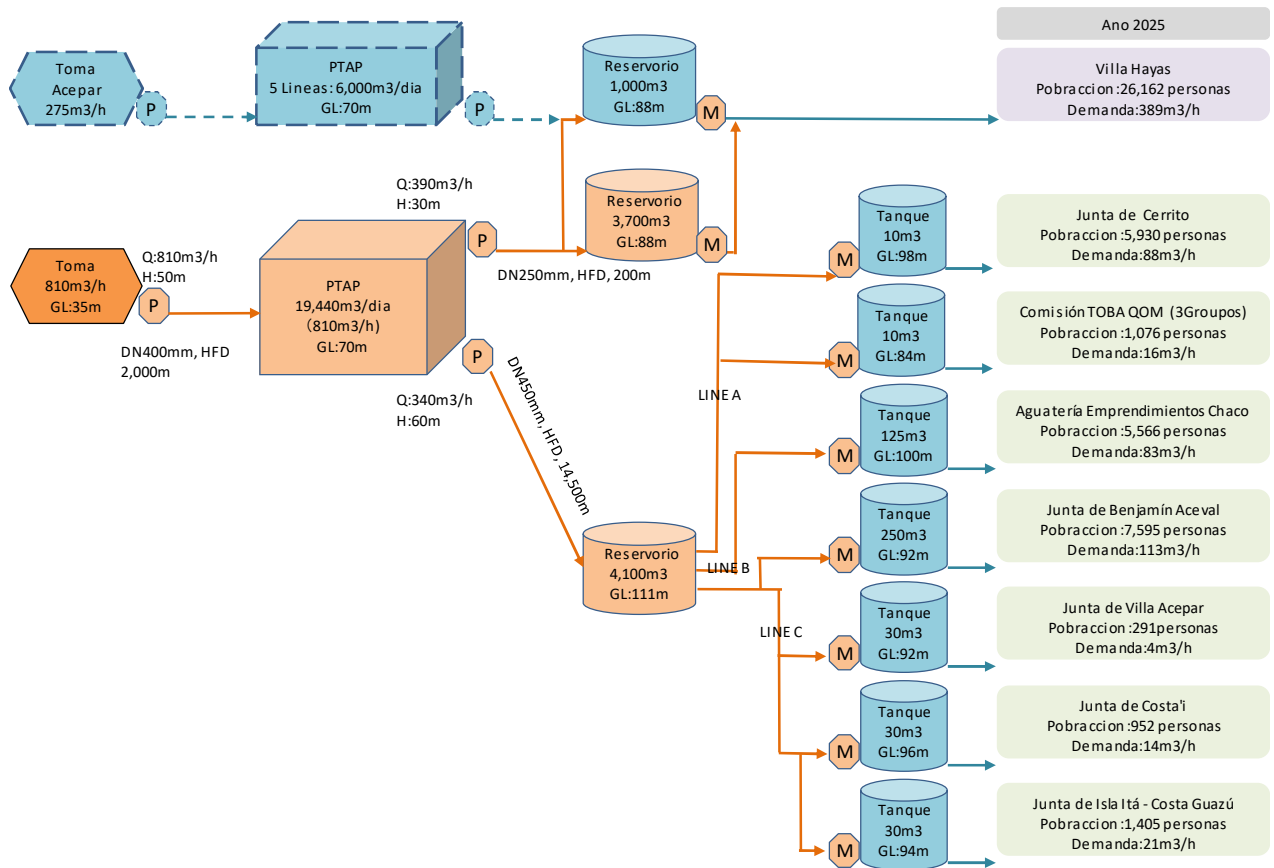 Ano 2025
Toma
Acepar
275m3/h
P
PTAP
5 Lineas: 6,000m3/dia
GL:70m
P
Reservorio
1,000m3
GL:88m
M
Villa Hayas
Pobraccion:26,162 personas
Demanda:389m3/h
Toma
810m3/h
GL:35m
Q:810m3/h
H:50m
P
DN400mm, HFD
2,000m
PTAP
19,440m3/dia
(810m3/h)
GL:70m
Q:390m3/h
H:30m
P
DN250mm, HFD, 200m
Reservorio
3,700m3
GL:88m
M
P
Q:340m3/h
H:60m
DN450mm, HFD, 14,500m
Reservorio
4,100m3
GL:111m
LINE A
LINE B
LINE C
M
Tanque
10m3
GL:98m
Junta de Cerrito
Pobraccion:5,930 personas
Demanda:88m3/h
M
Tanque
10m3
GL:84m
Comisión TOBA QOM (3Groupos)
Pobraccion:1,076 personas
Demanda:16m3/h
M
Tanque
125m3
GL:100m
Aguatería Emprendimientos Chaco
Pobraccion:5,566 personas
Demanda:83m3/h
M
Tanque
250m3
GL:92m
Junta de Benjamín Aceval
Pobraccion:7,595 personas
Demanda:113m3/h
M
Tanque
30m3
GL:92m
Junta de Villa Acepar
Pobraccion:291personas
Demanda:4m3/h
M
Tanque
30m3
GL:96m
Junta de Costa'i
Pobraccion:952 personas
Demanda:14m3/h
M
Tanque
30m3
GL:94m
Junta de Isla Itá - Costa Guazú
Pobraccion:1,405 personas
Demanda:21m3/h